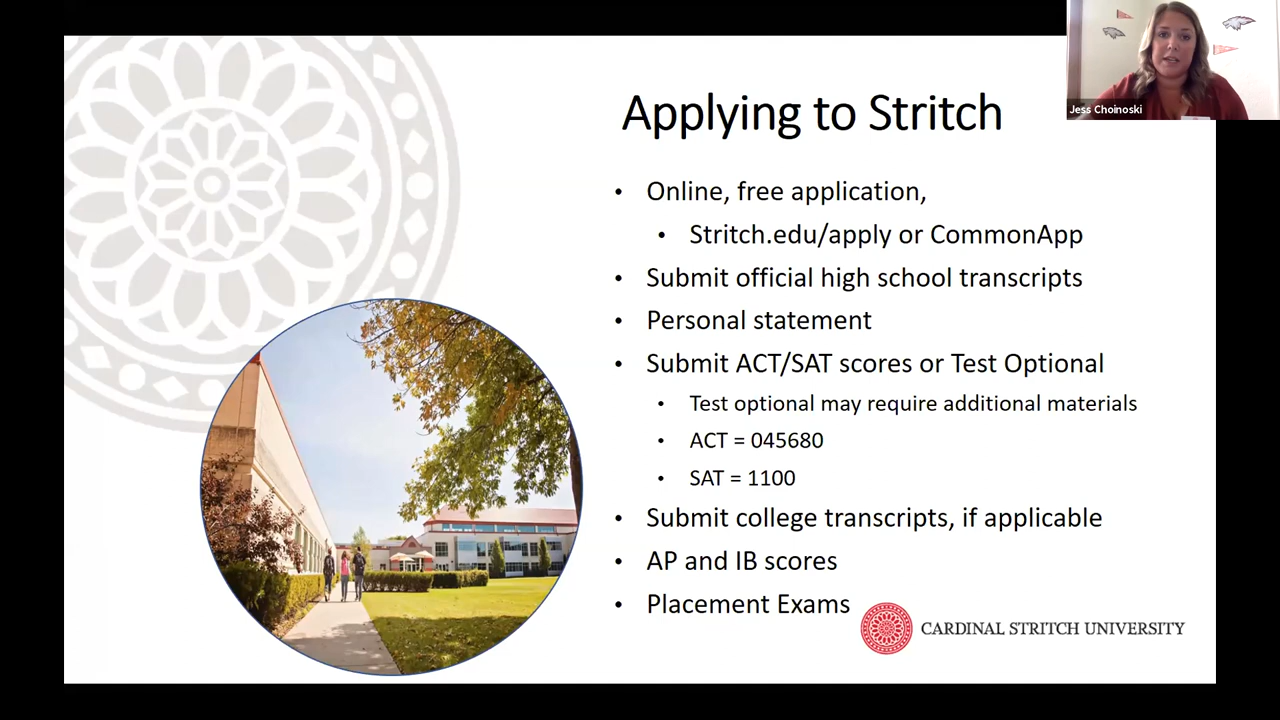 Jess Choinoski
Applying to Stritch
• Online, free application,
• Stritch.edu/apply or CommonApp
• Submit official high school transcripts
• Personal statement
• Submit ACT/SAT scores or Test Optional
• Test optional may require additional materials
• ACT = 045680
• SAT = 1100
• Submit college transcripts, if applicable
• AP and IB scores
• Placement Exams
CARDINAL STRITCH UNIVERSITY